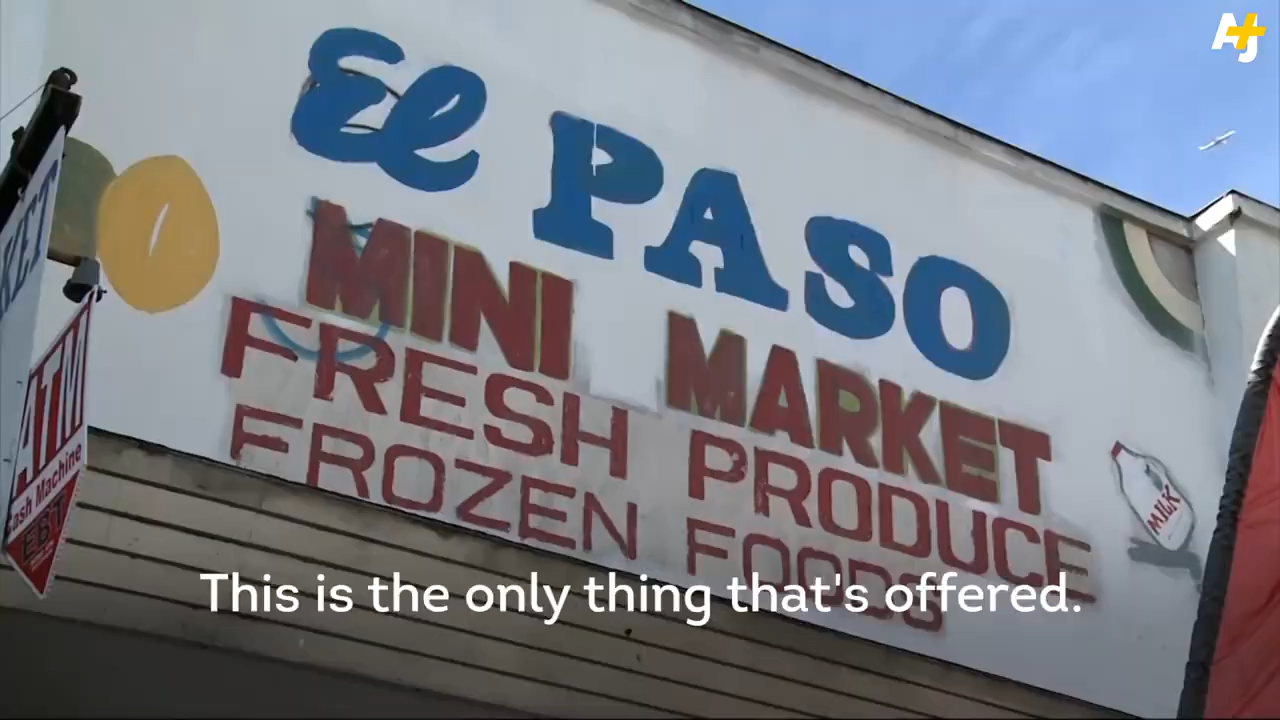 AJ+
El PASO
MINI MARKET
FRESH PRODUCE
FROZEN FOODS
MILK
KET
ATM
Cash Machine
EBT
This is the only thing that's offered.